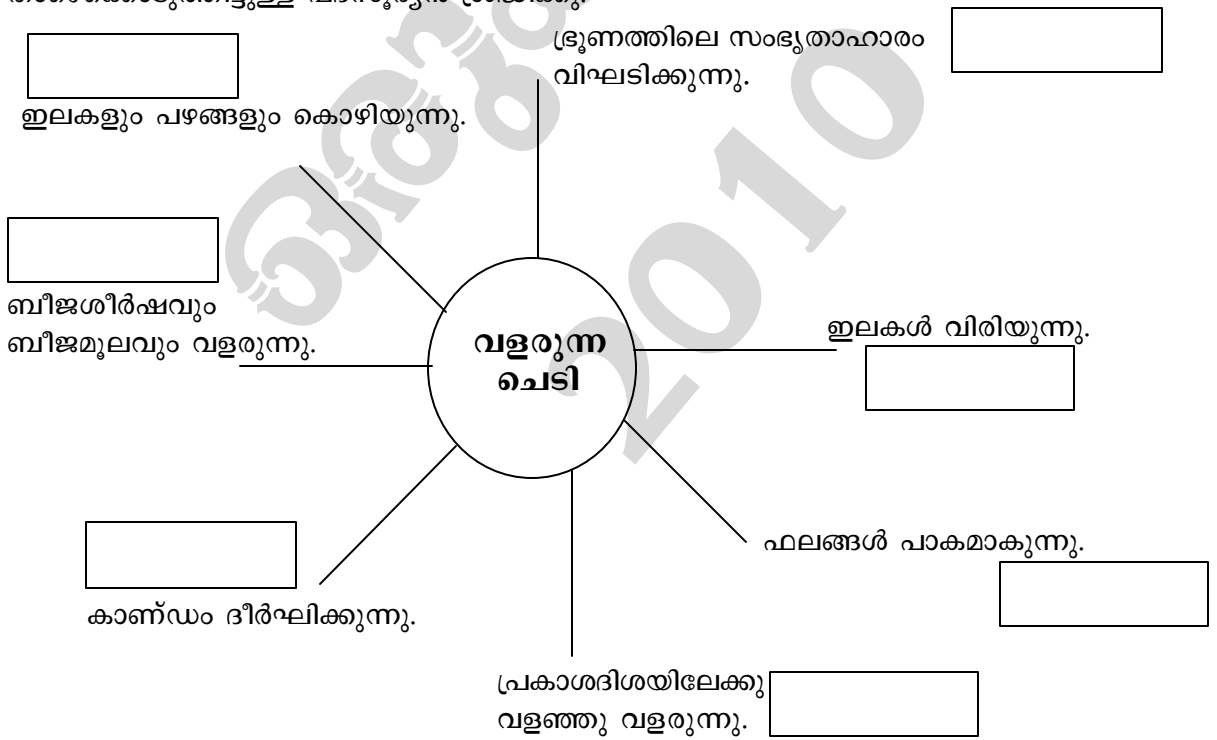 ഭ്രൂണത്തിലെ സംഭൃതാഹാരം
വിഘടിക്കുന്നു.
ഇലകളും പഴങ്ങളും കൊഴിയുന്നു.
ബീജശീർഷവും
ബീജമൂലവും വളരുന്നു.
വളരുന്ന
ചെടി
ഇലകൾ വിരിയുന്നു.
ഫലങ്ങൾ പാകമാകുന്നു.
കാണ്ഡം ദീർഘിക്കുന്നു.
പ്രകാശദിശയിലേക്കു
വളഞ്ഞു വളരുന്നു.
2010